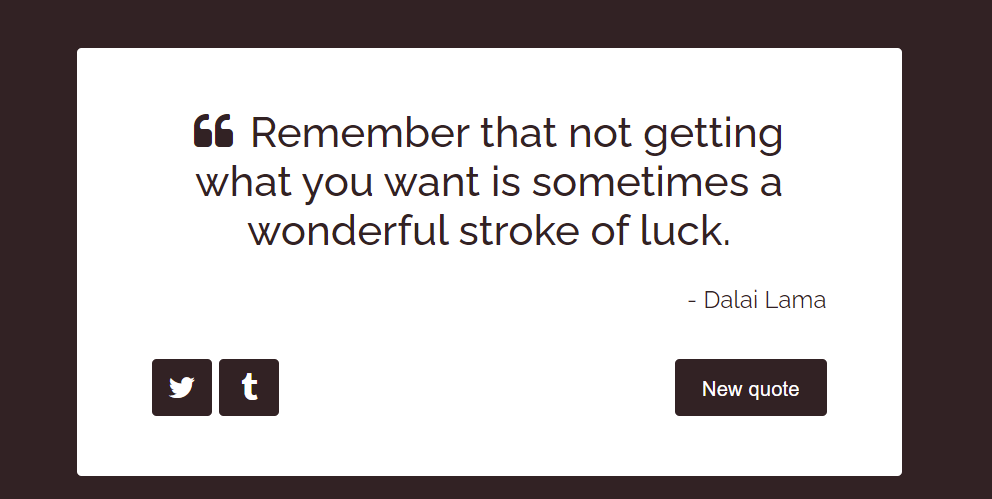 ❝ Remember that not getting
what you want is sometimes a
wonderful stroke of luck.
- Dalai Lama
t
New quote